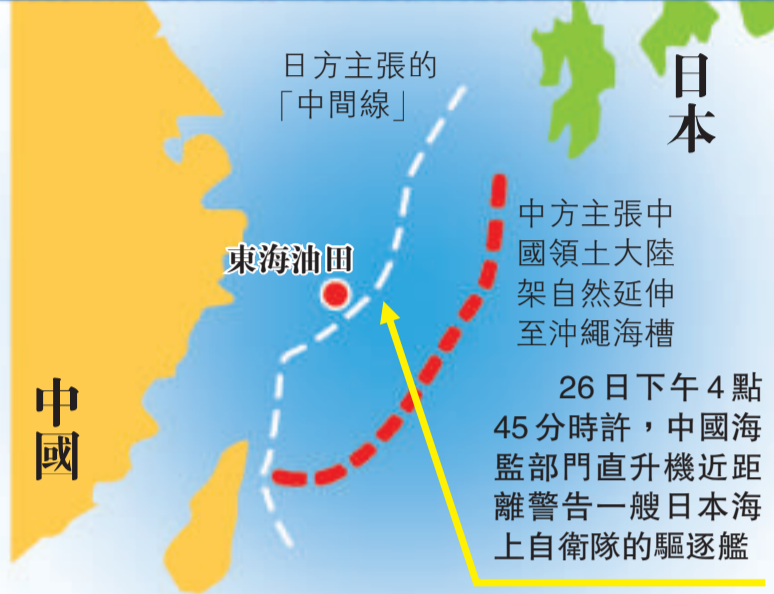 日方主張的
「中間線」
日本
東海油田
中方主張中
國領土大陸
架自然延伸
至沖繩海槽
中國
26日下午4點
45分時許，中國海
監部門直升機近距
離警告一艘日本海
上自衛隊的驅逐艦